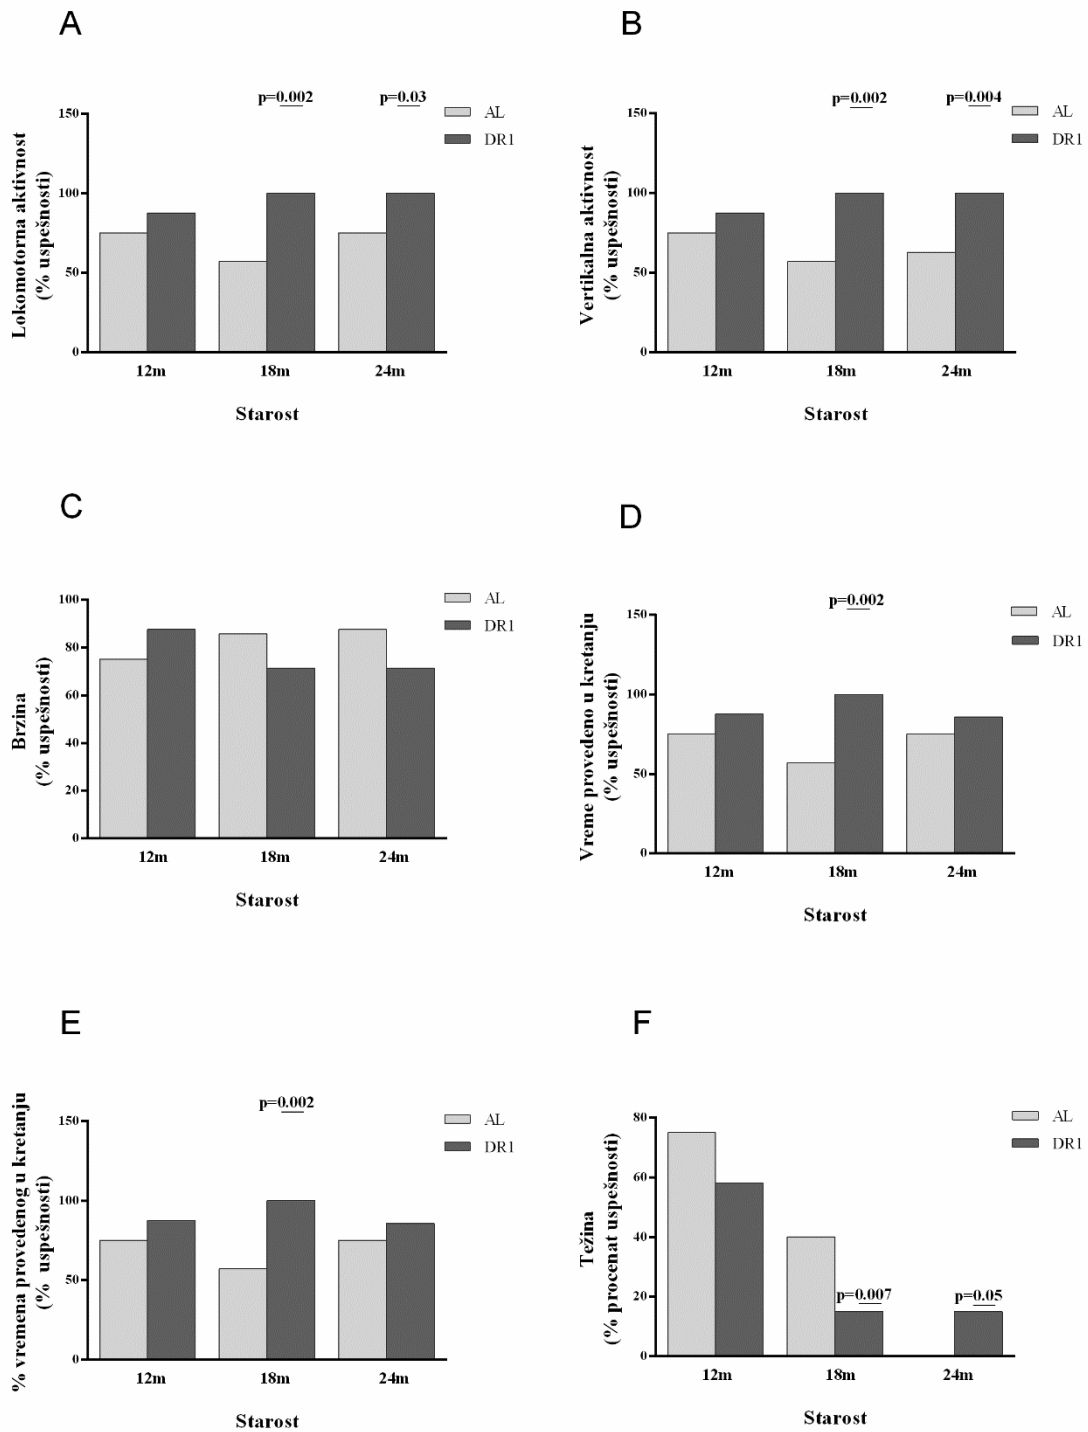 A
p=0.002
p=0.03
AL
DR1
Lokomotorna aktivnost
(% uspešnosti)
150
100
50
0
12m
18m
24m
Starost
B
p=0.002
p=0.004
AL
DR1
Vertikalna aktivnost
(% uspešnosti)
150
100
50
0
12m
18m
24m
Starost
C
AL
DR1
Brzina
(% uspešnosti)
100
80
60
40
20
0
12m
18m
24m
Starost
D
p=0.002
AL
DR1
Vreme provedeno u kretanju
(% uspešnosti)
150
100
50
0
12m
18m
24m
Starost
E
p=0.002
AL
DR1
% vremena provedenog u kretanju
(% uspešnosti)
150
100
50
0
12m
18m
24m
Starost
F
AL
DR1
Težina
(% procenat uspešnosti)
80
60
40
20
0
p=0.007
p=0.05
12m
18m
24m
Starost